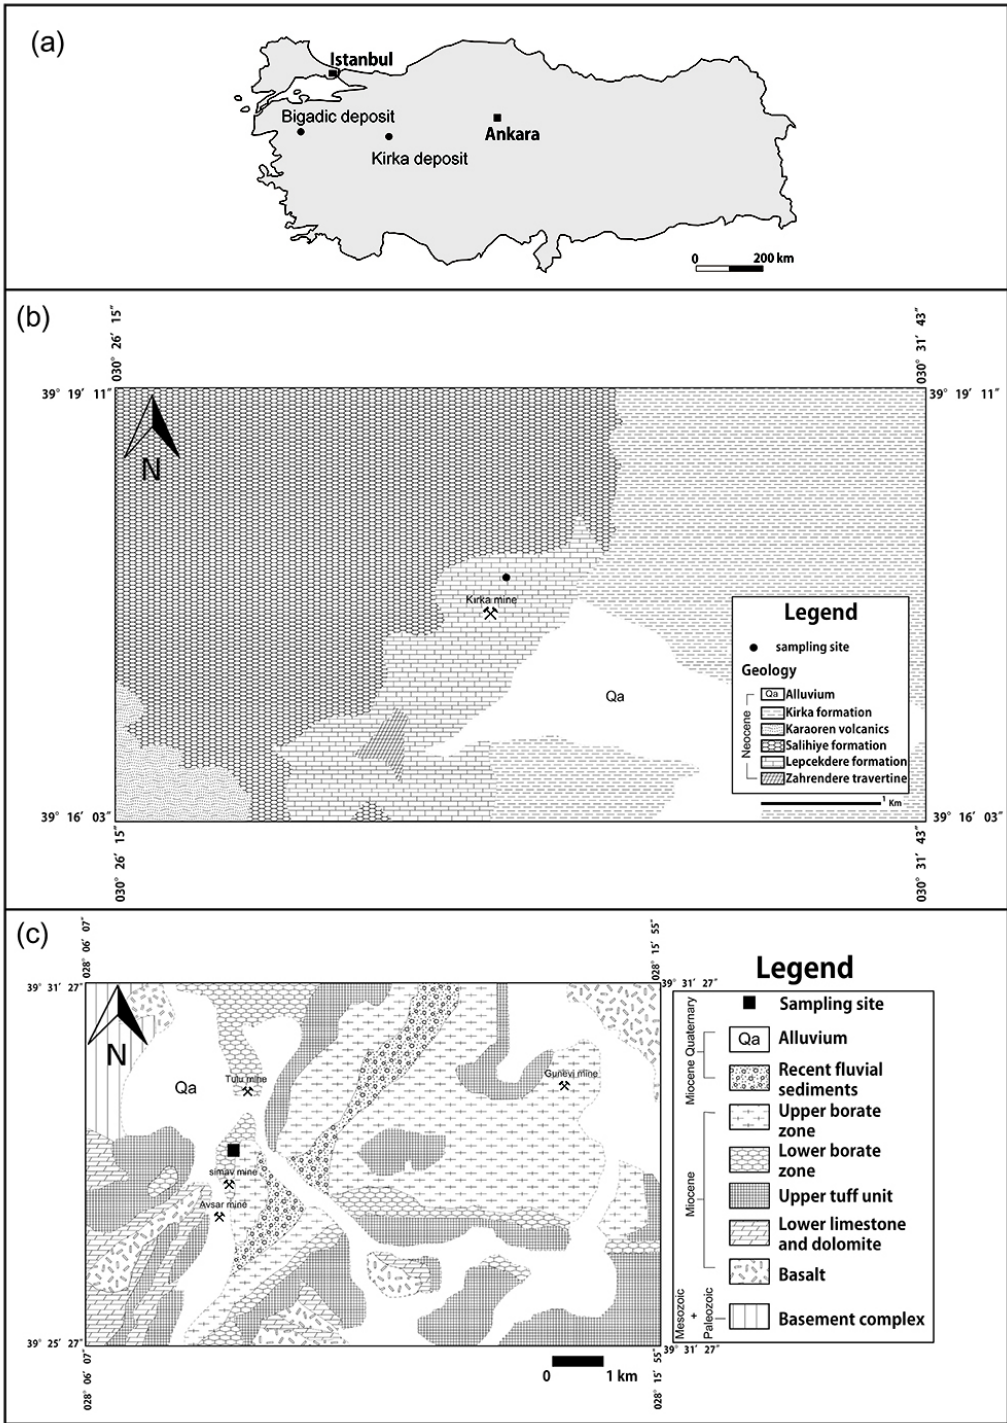 (a)
Istanbul
Bigadic deposit
Ankara
Kirka deposit
0 200 km
(b)
030° 26′ 15″
030° 31′ 43″
39° 19′ 11″
39° 19′ 11″
N
Kırka mine
Qa
Legend
sampling site
Geology
Neocene
Qa Alluvium
Kirka formation
Karaoren volcanics
Salihiye formation
Lepcekdere formation
Zahrendere travertine
1 Km
39° 16′ 03″
39° 16′ 03″
030° 26′ 15″
030° 31′ 43″
(c)
028° 06′ 07″
028° 15′ 55″
39° 31′ 27″
39° 31′ 27″
N
Qa
Tulu mine
Gunevi mine
simav mine
Avsar mine
Legend
Sampling site
Miocene Quaternary
Qa Alluvium
Recent fluvial
sediments
Miocene
Upper borate
zone
Lower borate
zone
Upper tuff unit
Lower limestone
and dolomite
Basalt
Mesozoic
+
Paleozoic
Basement complex
39° 25′ 27″
39° 31′ 27″
028° 06′ 07″
028° 15′ 55″
0 1 km